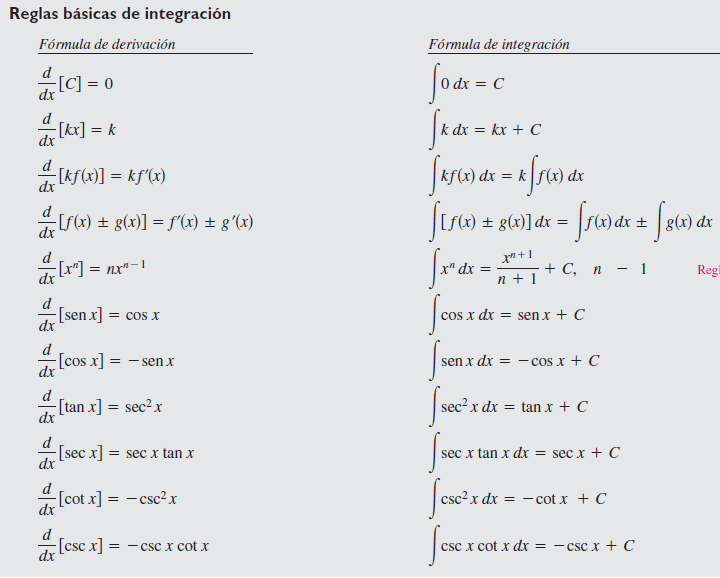 Reglas básicas de integración
Fórmula de derivación Fórmula de integración
d/dx [C] = 0 ∫ 0 dx = C
d/dx [kx] = k ∫ k dx = kx + C
d/dx [kf(x)] = kf′(x) ∫ kf(x) dx = k ∫ f(x) dx
d/dx [f(x) ± g(x)] = f′(x) ± g′(x) ∫ [f(x) ± g(x)] dx = ∫ f(x) dx ± ∫ g(x) dx
d/dx [xⁿ] = nxⁿ⁻¹ ∫ xⁿ dx = xⁿ⁺¹/(n + 1) + C, n − 1 Regl
d/dx [sen x] = cos x ∫ cos x dx = sen x + C
d/dx [cos x] = −sen x ∫ sen x dx = −cos x + C
d/dx [tan x] = sec² x ∫ sec² x dx = tan x + C
d/dx [sec x] = sec x tan x ∫ sec x tan x dx = sec x + C
d/dx [cot x] = −csc² x ∫ csc² x dx = −cot x + C
d/dx [csc x] = −csc x cot x ∫ csc x cot x dx = −csc x + C